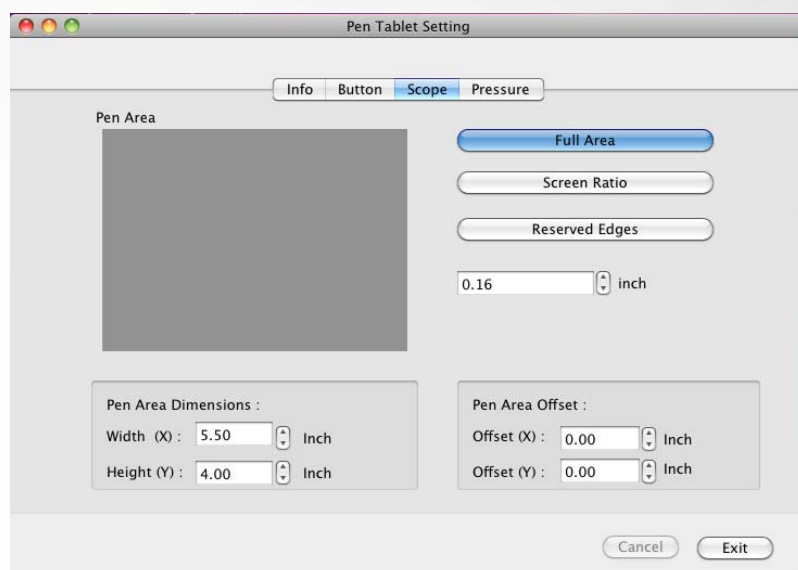 Pen Tablet Setting
Info Button Scope Pressure
Pen Area
Full Area
Screen Ratio
Reserved Edges
0.16 inch
Pen Area Dimensions :
Width (X) : 5.50 Inch
Height (Y) : 4.00 Inch
Pen Area Offset :
Offset (X) : 0.00 Inch
Offset (Y) : 0.00 Inch
Cancel Exit